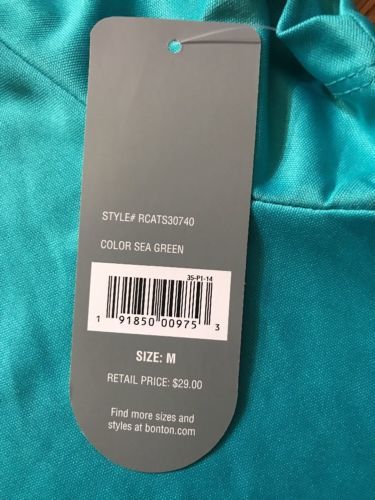 STYLE# RCATS30740
COLOR SEA GREEN
35-P1-14
1 91850 00975 3
SIZE: M
RETAIL PRICE: $29.00
Find more sizes and
styles at bonton.com